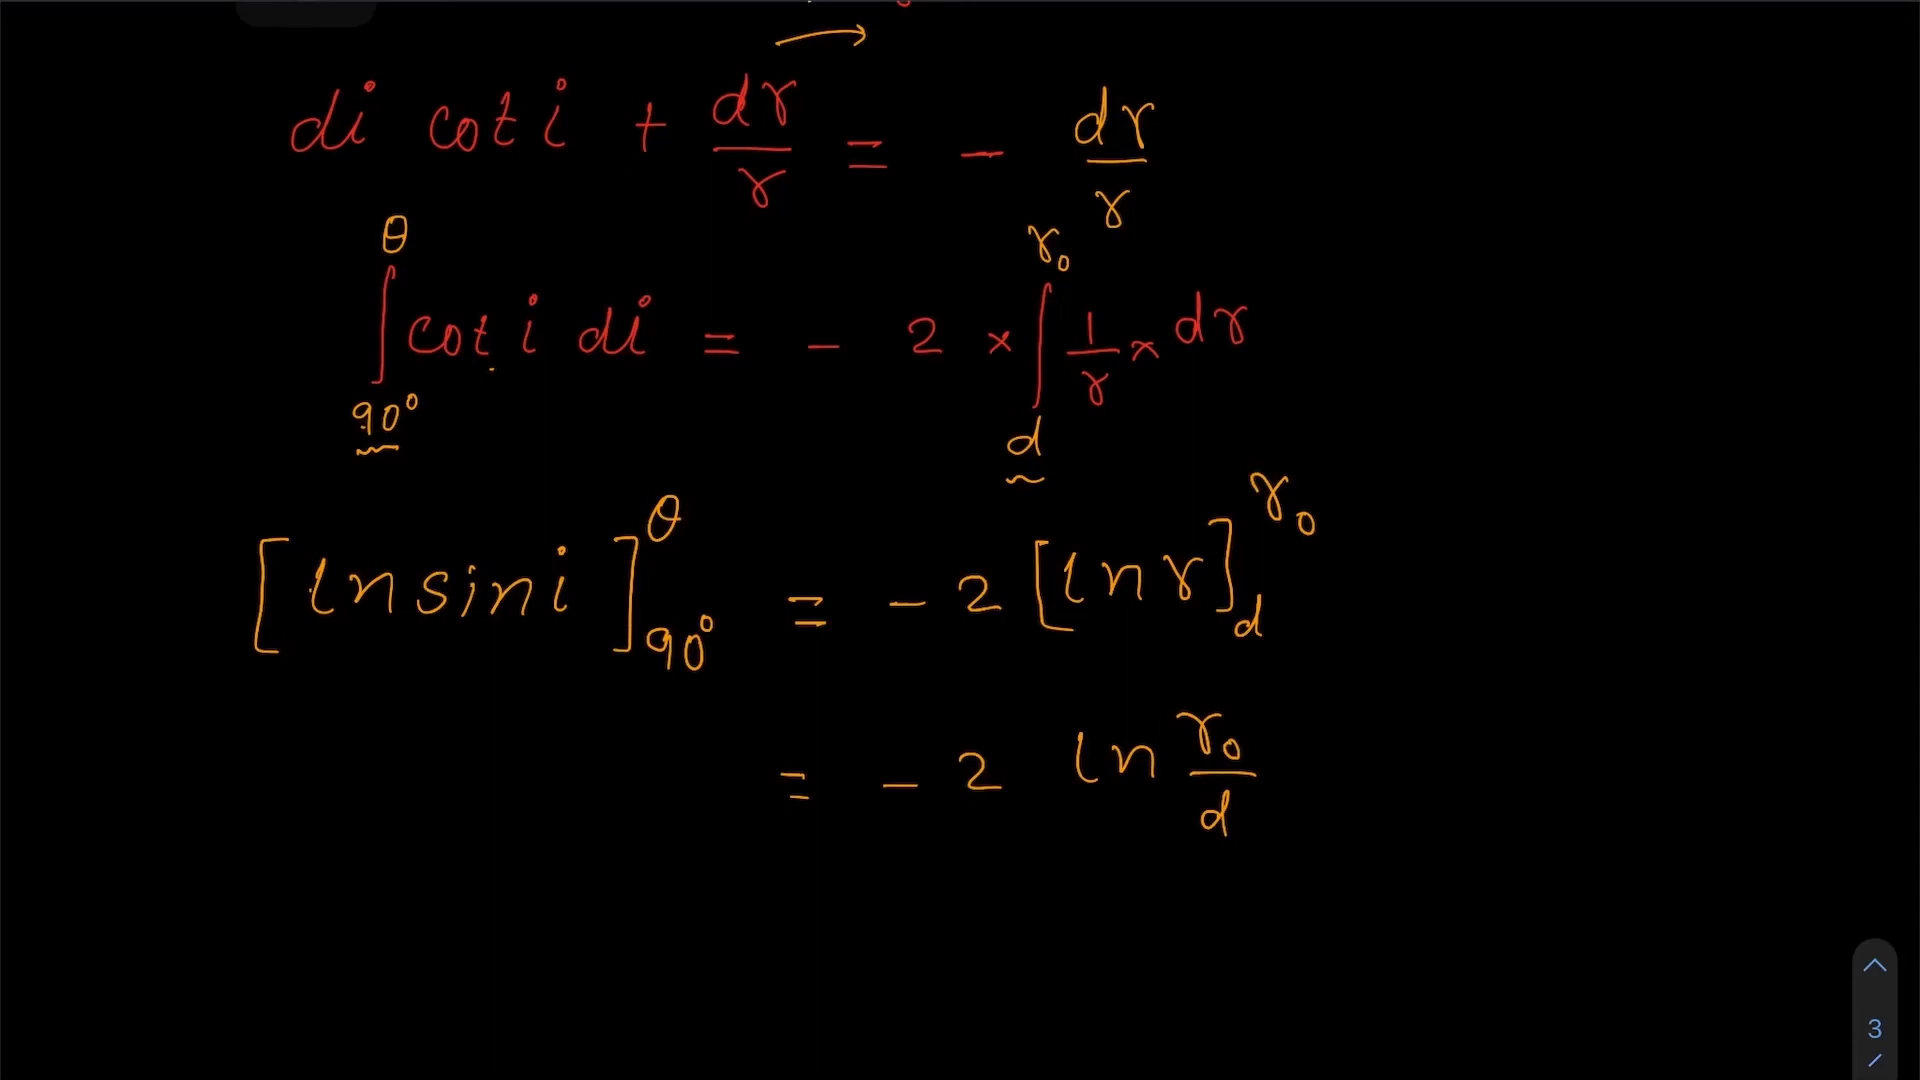 di cot i + dr/r = - dr/r
∫_{90°}^{θ} cot i di = - 2 × ∫_{d}^{r₀} 1/r × dr
[ln sin i]_{90°}^{θ} = - 2 [ln r]_{d}^{r₀}
= - 2 ln r₀/d
3
/